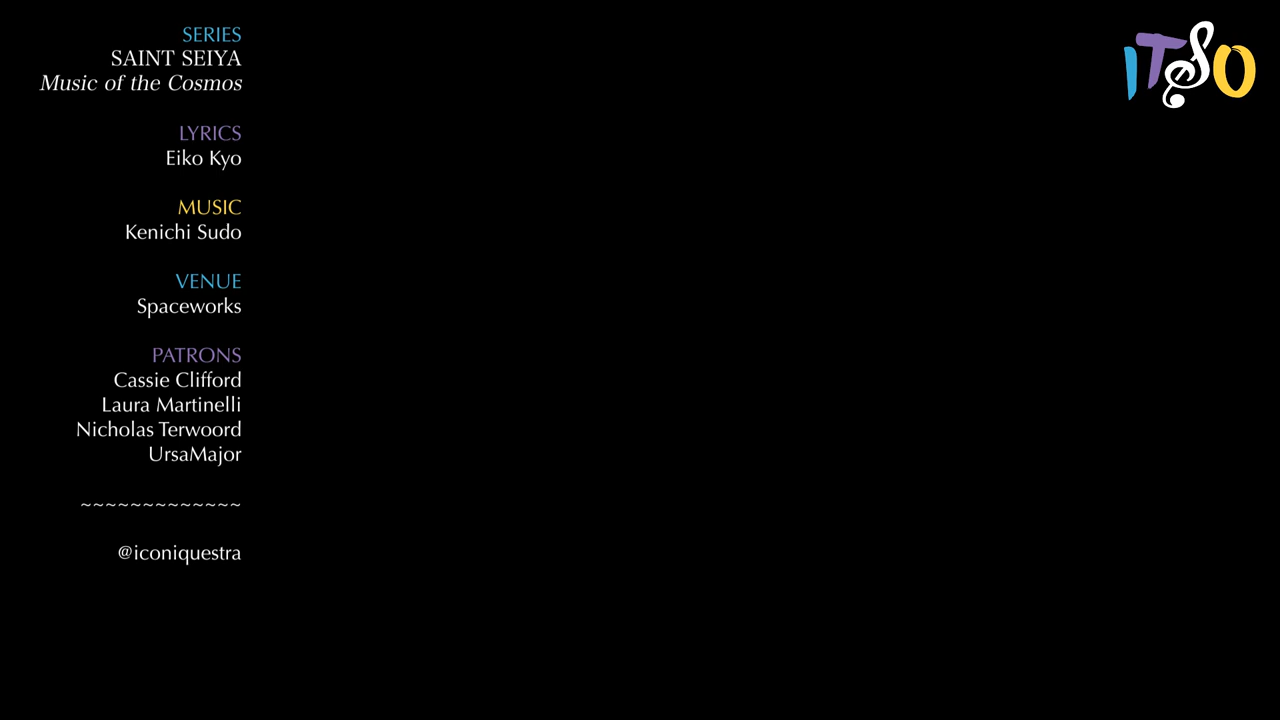 SERIES
SAINT SEIYA
Music of the Cosmos
LYRICS
Eiko Kyo
MUSIC
Kenichi Sudo
VENUE
Spaceworks
PATRONS
Cassie Clifford
Laura Martinelli
Nicholas Terwoord
UrsaMajor
~~~~~~~~~~~~~
@iconiquestra
ITSO